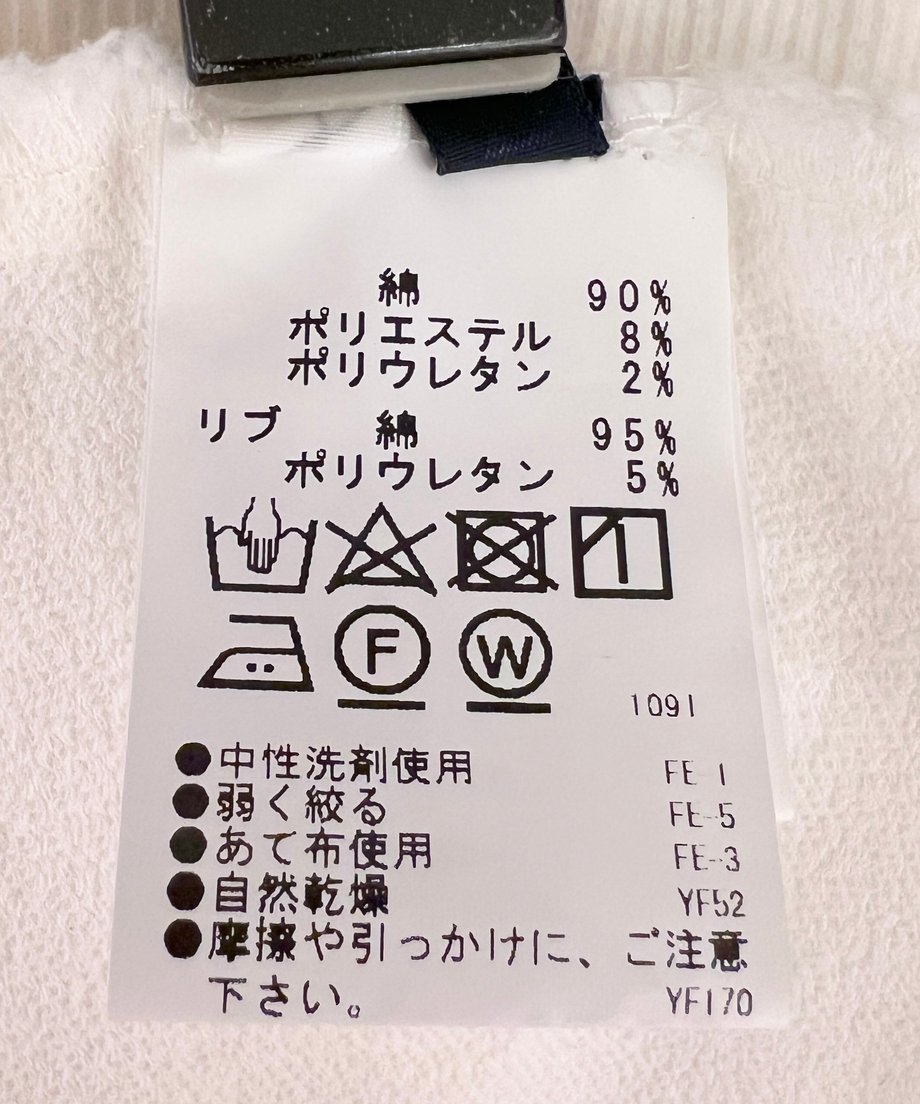 綿 90%
ポリエステル 8%
ポリウレタン 2%
リブ 綿 95%
ポリウレタン 5%
F W
1091
●中性洗剤使用 FE-1
●弱く絞る FE-5
●あて布使用 FE-3
●自然乾燥 YF52
●摩擦や引っかけに、ご注意
下さい。 YF170